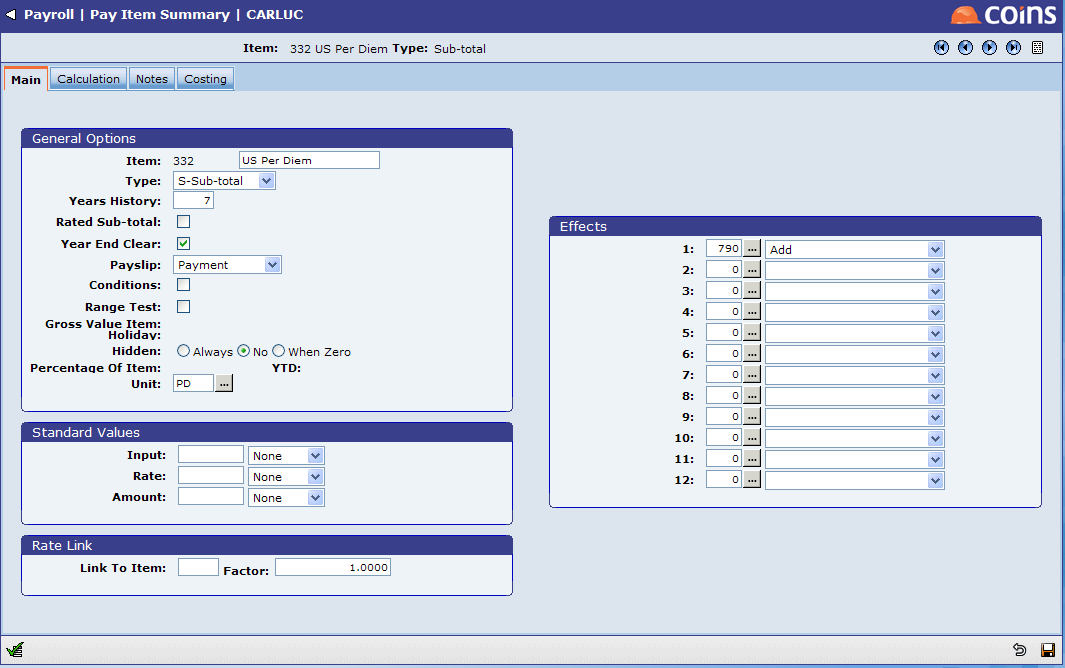 Payroll | Pay Item Summary | CARLUC
coins
Item: 332 US Per Diem Type: Sub-total
Main Calculation Notes Costing
General Options
Item: 332 US Per Diem
Type: S-Sub-total
Years History: 7
Rated Sub-total:
Year End Clear:
Payslip: Payment
Conditions:
Range Test:
Gross Value Item:
Holiday:
Hidden: Always No When Zero
Percentage Of Item: YTD:
Unit: PD ...
Standard Values
Input: None
Rate: None
Amount: None
Rate Link
Link To Item: Factor: 1.0000
Effects
1: 790 ... Add
2: 0 ...
3: 0 ...
4: 0 ...
5: 0 ...
6: 0 ...
7: 0 ...
8: 0 ...
9: 0 ...
10: 0 ...
11: 0 ...
12: 0 ...